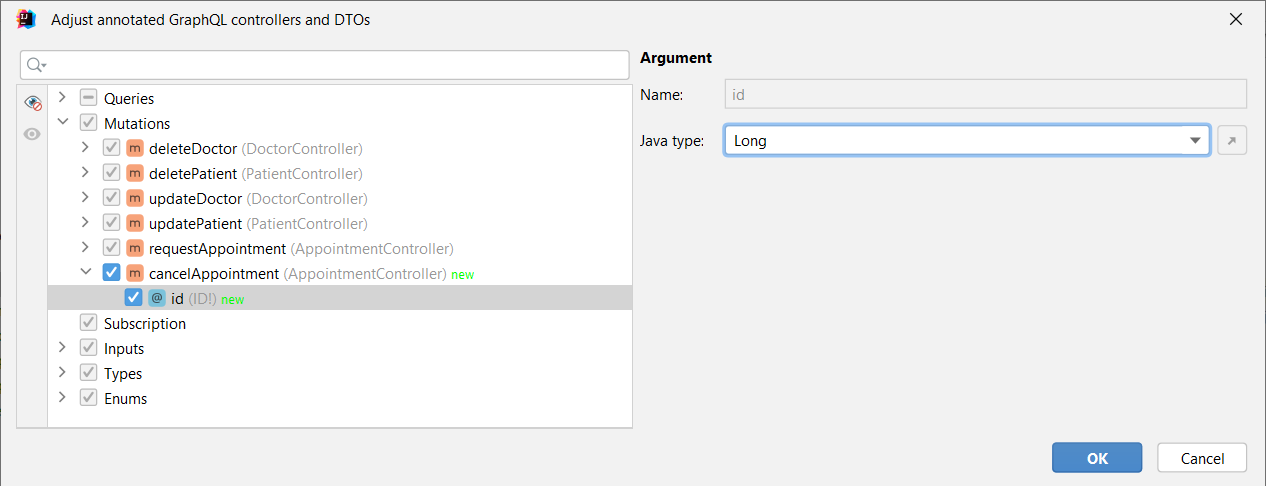 Adjust annotated GraphQL controllers and DTOs
Queries
Mutations
m deleteDoctor (DoctorController)
m deletePatient (PatientController)
m updateDoctor (DoctorController)
m updatePatient (PatientController)
m requestAppointment (AppointmentController)
m cancelAppointment (AppointmentController) new
@ id (ID!) new
Subscription
Inputs
Types
Enums
Argument
Name: id
Java type: Long
OK Cancel